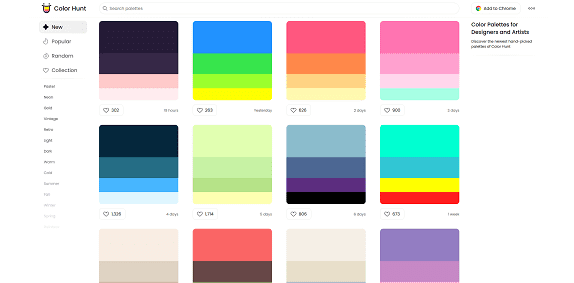 Color Hunt
Search palettes
Add to Chrome
New
Popular
Random
Collection
Pastel
Neon
Gold
Vintage
Retro
Light
Dark
Warm
Cold
Summer
Fall
Winter
Spring
302
19 hours
263
Yesterday
626
2 days
900
3 days
1,326
4 days
1,714
5 days
806
6 days
673
1 week
Color Palettes for
Designers and Artists
Discover the newest hand-picked
palettes of Color Hunt